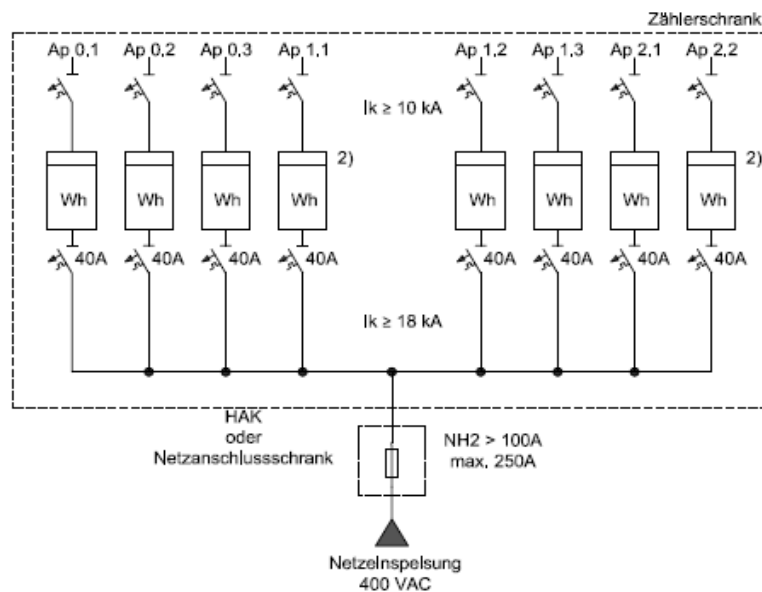 Zählerschrank
Ap 0,1 Ap 0,2 Ap 0,3 Ap 1,1 Ap 1,2 Ap 1,3 Ap 2,1 Ap 2,2
Ik ≥ 10 kA
2) 2)
Wh Wh Wh Wh Wh Wh Wh Wh
40A 40A 40A 40A 40A 40A 40A 40A
Ik ≥ 18 kA
HAK
oder
Netzanschlussschrank
NH2 > 100A
max. 250A
Netzeinspeisung
400 VAC